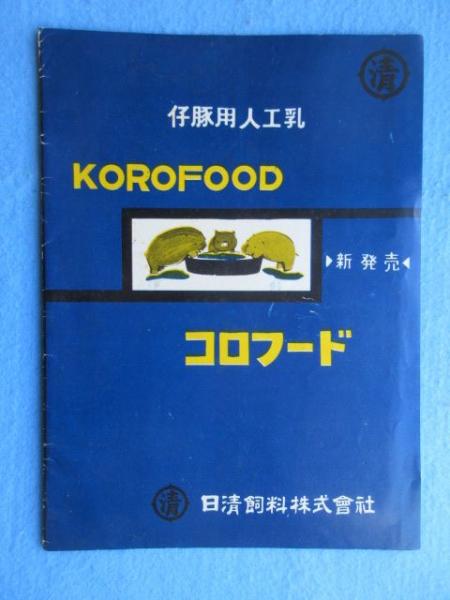 清
仔豚用人工乳
KOROFOOD
新発売
コロフード
清 日清飼料株式會社